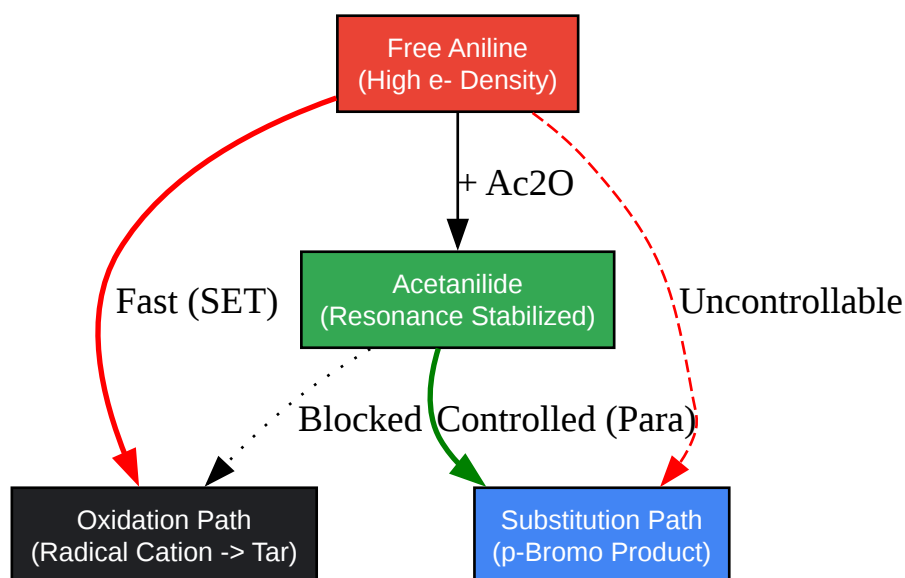 Free Aniline
(High e- Density)
+ Ac2O
Acetanilide
(Resonance Stabilized)
Fast (SET)
Uncontrollable
Blocked
Controlled (Para)
Oxidation Path
(Radical Cation -> Tar)
Substitution Path
(p-Bromo Product)